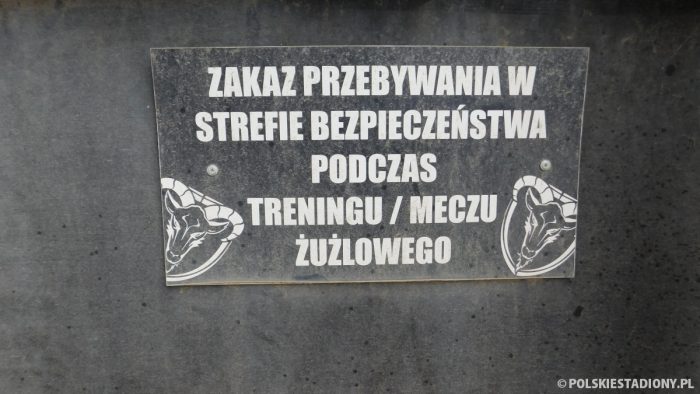 ZAKAZ PRZEBYWANIA W
STREFIE BEZPIECZEŃSTWA
PODCZAS
TRENINGU / MECZU
ŻUŻLOWEGO
© POLSKIESTADIONY.PL